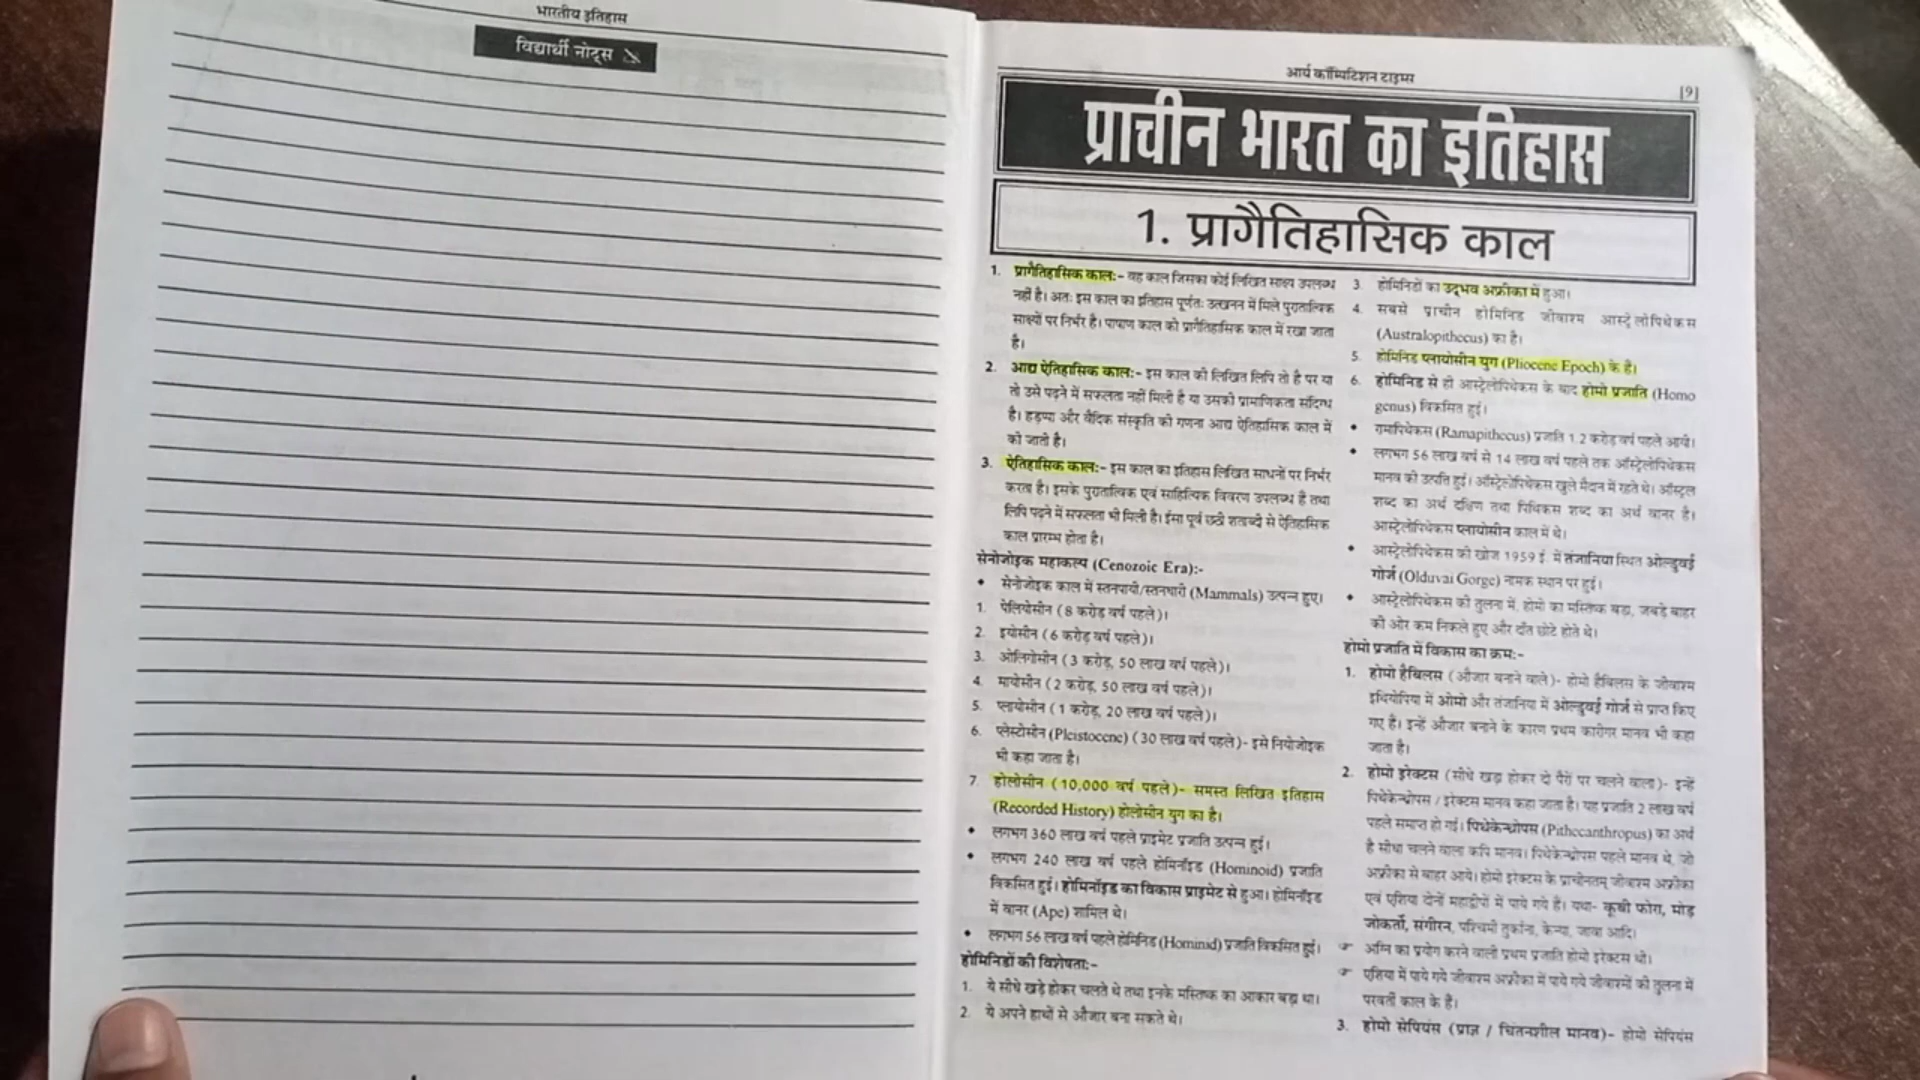 भारतीय इतिहास
विद्यार्थी नोट्स
आर्य कॉम्पिटिशन टाइम्स
[9]
प्राचीन भारत का इतिहास
1. प्रागैतिहासिक काल
1. प्रागैतिहासिक काल:- वह काल जिसका कोई लिखित साक्ष्य उपलब्ध
नहीं है। अतः इस काल का इतिहास पूर्णतः उत्खनन में मिले पुरातात्विक
साक्ष्यों पर निर्भर है। पाषाण काल को प्रागैतिहासिक काल में रखा जाता
है।
2. आद्य ऐतिहासिक काल:- इस काल की लिखित लिपि तो है पर या
तो उसे पढ़ने में सफलता नहीं मिली है या उसकी प्रामाणिकता संदिग्ध
है। हड़प्पा और वैदिक संस्कृति की गणना आद्य ऐतिहासिक काल में
की जाती है।
3. ऐतिहासिक काल:- इस काल का इतिहास लिखित साधनों पर निर्भर
करता है। इसके पुरातात्विक एवं साहित्यिक विवरण उपलब्ध है तथा
लिपि पढ़ने में सफलता भी मिली है। ईसा पूर्व छठी शताब्दी से ऐतिहासिक
काल प्रारम्भ होता है।
सेनोजोइक महाकल्प (Cenozoic Era):-
• सेनोजोइक काल में स्तनपायी/स्तनधारी (Mammals) उत्पन्न हुए।
1. पेलियोसीन (8 करोड़ वर्ष पहले)।
2. इयोसीन (6 करोड़ वर्ष पहले)।
3. ओलिगोसीन (3 करोड़, 50 लाख वर्ष पहले)।
4. मायोसीन (2 करोड़, 50 लाख वर्ष पहले)।
5. प्लायोसीन (1 करोड़, 20 लाख वर्ष पहले)।
6. प्लेस्टोसीन (Pleistocene) (30 लाख वर्ष पहले)- इसे नियोजोइक
भी कहा जाता है।
7. होलोसीन (10,000 वर्ष पहले)- समस्त लिखित इतिहास
(Recorded History) होलोसीन युग का है।
• लगभग 360 लाख वर्ष पहले प्राइमेट प्रजाति उत्पन्न हुई।
• लगभग 240 लाख वर्ष पहले होमिनॉइड (Hominoid) प्रजाति
विकसित हुई। होमिनॉइड का विकास प्राइमेट से हुआ। होमिनॉइड
में वानर (Ape) शामिल थे।
• लगभग 56 लाख वर्ष पहले होमिनिड (Hominid) प्रजाति विकसित हुई।
होमिनिडों की विशेषता:-
1. ये सीधे खड़े होकर चलते थे तथा इनके मस्तिष्क का आकार बड़ा था।
2. ये अपने हाथों से औजार बना सकते थे।
3. होमिनिडों का उद्भव अफ्रीका में हुआ।
4. सबसे प्राचीन होमिनिड जीवाश्म आस्ट्रेलोपिथेकस
(Australopithecus) का है।
5. होमिनिड प्लायोसीन युग (Pliocene Epoch) के है।
6. होमिनिड से ही आस्ट्रेलोपिथेकस के बाद होमो प्रजाति (Homo
genus) विकसित हुई।
• रामापिथेकस (Ramapithecus) प्रजाति 1.2 करोड़ वर्ष पहले आयी।
• लगभग 56 लाख वर्ष से 14 लाख वर्ष पहले तक ऑस्ट्रेलोपिथेकस
मानव की उत्पत्ति हुई। ऑस्ट्रेलोपिथेकस खुले मैदान में रहते थे। ऑस्ट्रल
शब्द का अर्थ दक्षिण तथा पिथिकस शब्द का अर्थ वानर है।
आस्ट्रेलोपिथेकस प्लायोसीन काल में थे।
• आस्ट्रेलोपिथेकस की खोज 1959 ई. में तंजानिया स्थित ओल्डुवई
गोर्ज (Olduvai Gorge) नामक स्थान पर हुई।
• आस्ट्रेलोपिथेकस की तुलना में, होमो का मस्तिष्क बड़ा, जबड़े बाहर
की ओर कम निकले हुए और दाँत छोटे होते थे।
होमो प्रजाति में विकास का क्रम:-
1. होमो हैबिलस (औजार बनाने वाले)- होमो हैबिलस के जीवाश्म
इथियोपिया में ओमो और तंजानिया में ओल्डुवई गोर्ज से प्राप्त किए
गए है। इन्हें औजार बनाने के कारण प्रथम कारीगर मानव भी कहा
जाता है।
2. होमो इरेक्टस (सीधे खड़ा होकर दो पैरों पर चलने वाला)- इन्हें
पिथेकेन्थ्रोपस / इरेक्टस मानव कहा जाता है। यह प्रजाति 2 लाख वर्ष
पहले समाप्त हो गई। पिथेकेन्थ्रोपस (Pithecanthropus) का अर्थ
है सीधा चलने वाला कपि मानव। पिथेकेन्थ्रोपस पहले मानव थे, जो
अफ्रीका से बाहर आये। होमो इरेक्टस के प्राचीनतम् जीवाश्म अफ्रीका
एवं एशिया दोनों महाद्वीपों में पाये गये है। यथा- कूबी फोरा, मोड़
जोकर्तो, संगीरन, पश्चिमी तुर्काना, केन्या, जावा आदि।
☞ अग्नि का प्रयोग करने वाली प्रथम प्रजाति होमो इरेक्टस थी।
☞ एशिया में पाये गये जीवाश्म अफ्रीका में पाये गये जीवाश्मों की तुलना में
परवर्ती काल के है।
3. होमो सेपियंस (प्राज्ञ / चिंतनशील मानव)- होमो सेपियंस